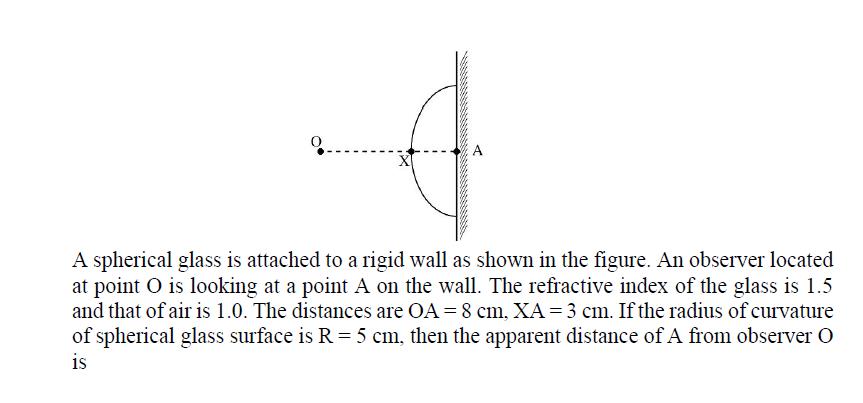 O
X
A
A spherical glass is attached to a rigid wall as shown in the figure. An observer located
at point O is looking at a point A on the wall. The refractive index of the glass is 1.5
and that of air is 1.0. The distances are OA = 8 cm, XA = 3 cm. If the radius of curvature
of spherical glass surface is R = 5 cm, then the apparent distance of A from observer O
is